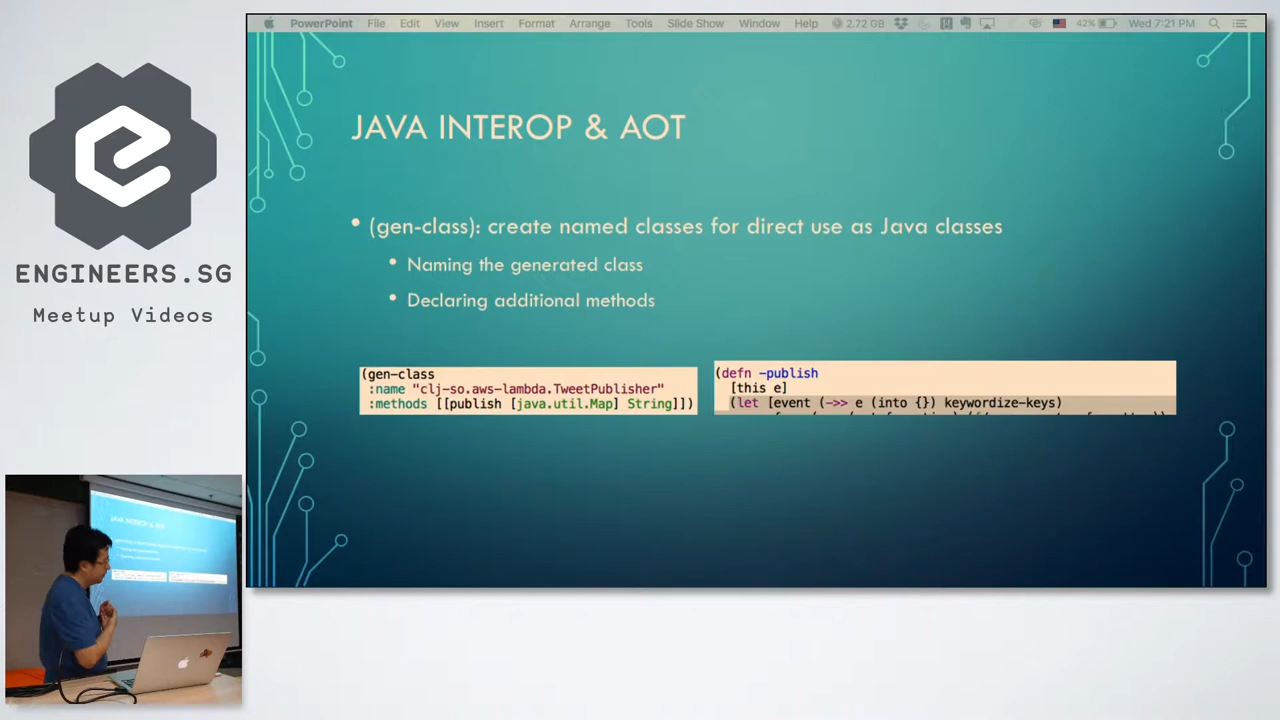 PowerPoint File Edit View Insert Format Arrange Tools Slide Show Window Help 2.72 GB 42% Wed 7:21 PM
JAVA INTEROP & AOT
• (gen-class): create named classes for direct use as Java classes
• Naming the generated class
• Declaring additional methods
(gen-class
:name "clj-so.aws-lambda.TweetPublisher"
:methods [[publish [java.util.Map] String]])
(defn -publish
[this e]
(let [event (->> e (into {}) keywordize-keys)
ENGINEERS.SG
Meetup Videos
JAVA INTEROP & AOT